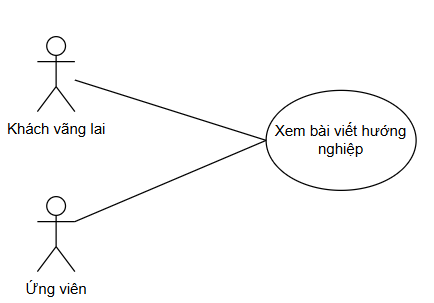 Khách vãng lai
Xem bài viết hướng
nghiệp
Ứng viên